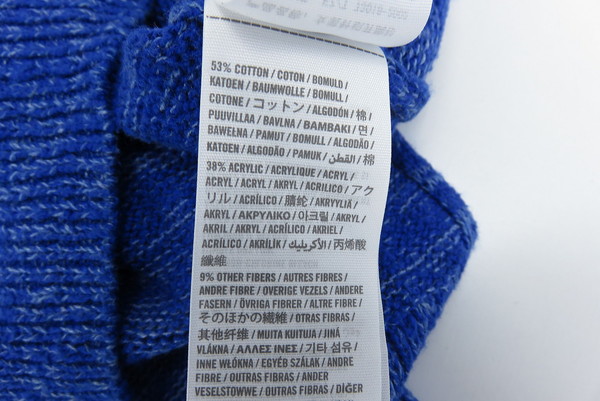 53% COTTON / COTON / BOMULD /
KATOEN / BAUMWOLLE / BOMULL /
COTONE / コットン / ALGODÓN / 棉 /
PUUVILLAA / BAVLNA / ΒΑΜΒΑΚΙ / 면 /
BAWEŁNA / PAMUT / BOMULL / ALGODÃO /
KATOEN / ALGODÃO / PAMUK / القطن / 棉
38% ACRYLIC / ACRYLIQUE / ACRYL /
ACRYL / ACRYL / AKRYL / ACRILICO / アク
リル / ACRÍLICO / 腈纶 / AKRYYLIÄ /
AKRYL / ΑΚΡΥΛΙΚΟ / 아크릴 / AKRYL /
AKRIL / AKRYL / ACRÍLICO / AKRIEL /
ACRÍLICO / AKRİLİK / الأكريليك / 丙烯酸
纖維
9% OTHER FIBERS / AUTRES FIBRES /
ANDRE FIBRE / OVERIGE VEZELS / ANDERE
FASERN / ÖVRIGA FIBRER / ALTRE FIBRE /
そのほかの繊維 / OTRAS FIBRAS /
其他纤维 / MUITA KUITUJA / JINÁ
VLÁKNA / ΑΛΛΕΣ ΙΝΕΣ / 기타 섬유 /
INNE WŁÓKNA / EGYÉB SZÁLAK / ANDRE
FIBRE / OUTRAS FIBRAS / ANDER
VESELSTOWWE / OUTRAS FIBRAS / DİĞER